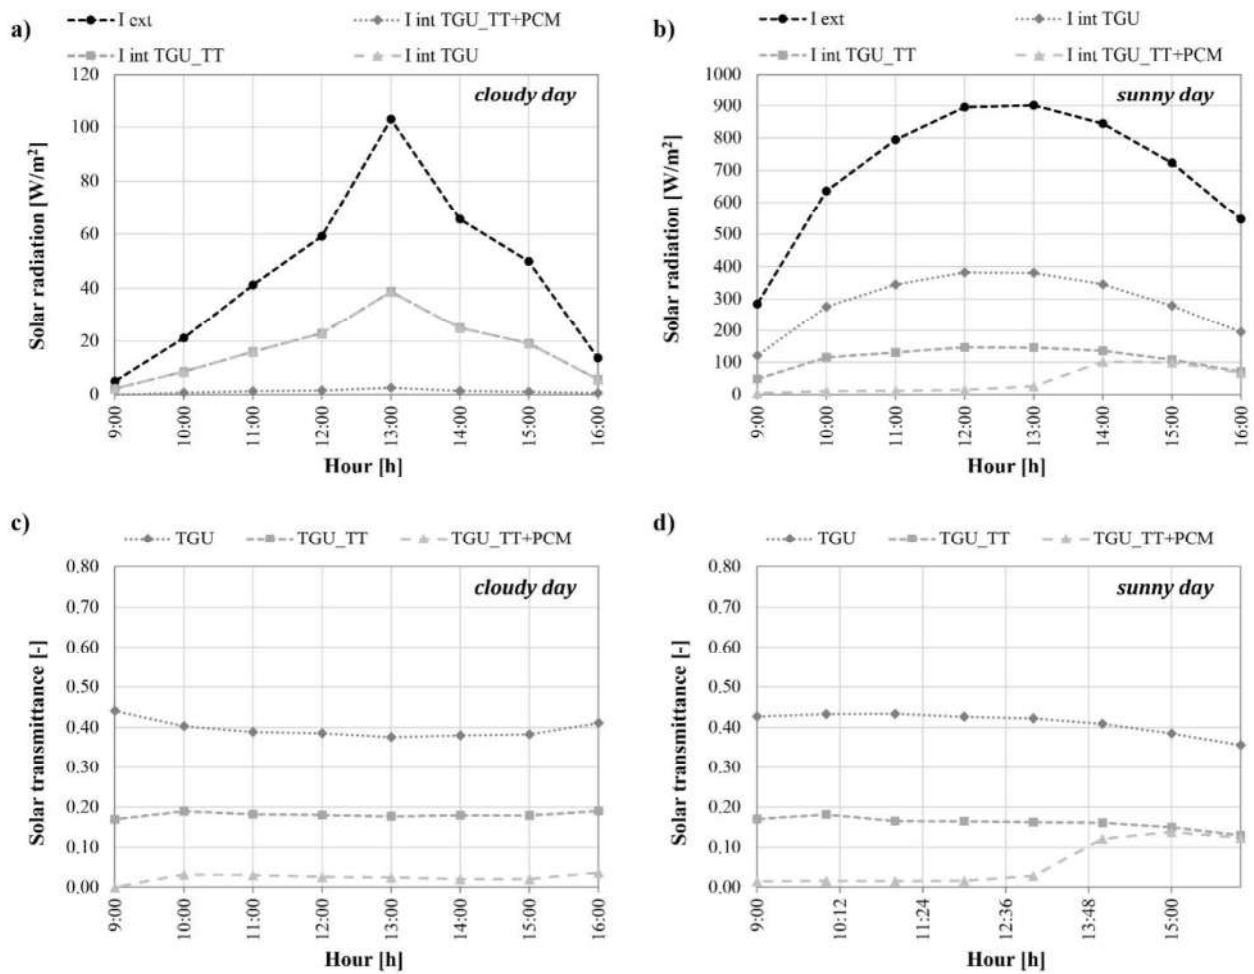 a)
I ext
I int TGU_TT+PCM
I int TGU_TT
I int TGU
cloudy day
120
100
80
60
40
20
0
Solar radiation [W/m²]
9:00
10:00
11:00
12:00
13:00
14:00
15:00
16:00
Hour [h]
b)
I ext
I int TGU
I int TGU_TT
I int TGU_TT+PCM
sunny day
1000
900
800
700
600
500
400
300
200
100
0
Solar radiation [W/m²]
9:00
10:00
11:00
12:00
13:00
14:00
15:00
16:00
Hour [h]
c)
TGU
TGU_TT
TGU_TT+PCM
cloudy day
0.80
0.70
0.60
0.50
0.40
0.30
0.20
0.10
0.00
Solar transmittance [-]
9:00
10:00
11:00
12:00
13:00
14:00
15:00
16:00
Hour [h]
d)
TGU
TGU_TT
TGU_TT+PCM
sunny day
0.80
0.70
0.60
0.50
0.40
0.30
0.20
0.10
0.00
Solar transmittance [-]
9:00
10:12
11:24
12:36
13:48
15:00
Hour [h]